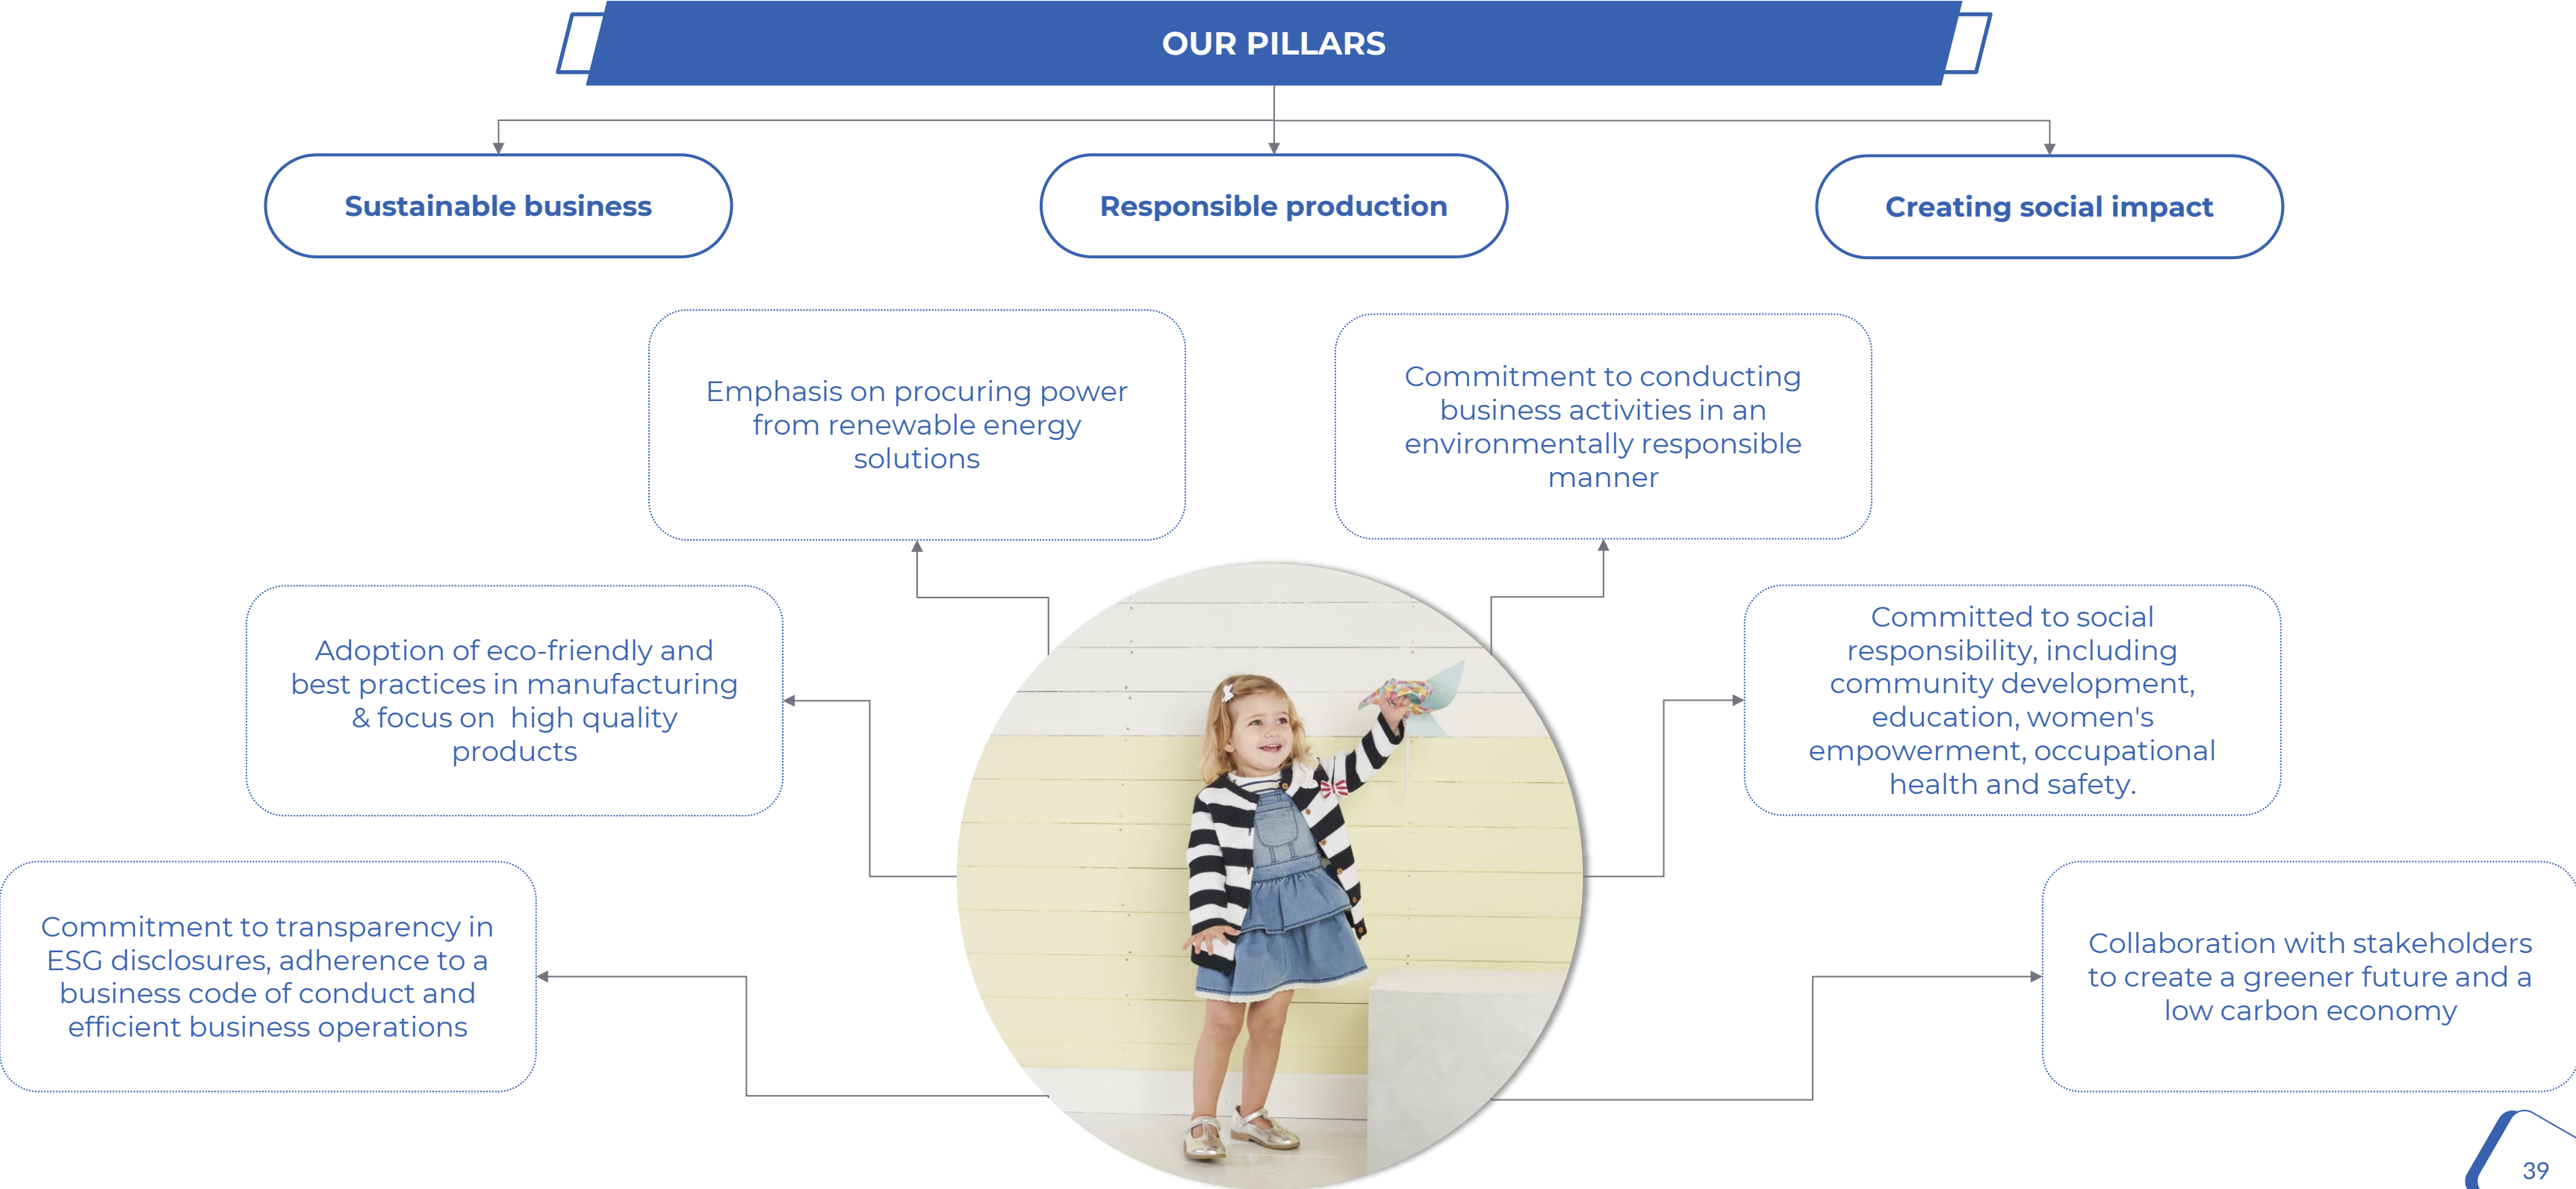 OUR PILLARS
Sustainable business
Responsible production
Creating social impact
Emphasis on procuring power
from renewable energy
solutions
Commitment to conducting
business activities in an
environmentally responsible
manner
Adoption of eco-friendly and
best practices in manufacturing
& focus on  high quality
products
Committed to social
responsibility, including
community development,
education, women's
empowerment, occupational
health and safety.
Commitment to transparency in
ESG disclosures, adherence to a
business code of conduct and
efficient business operations
Collaboration with stakeholders
to create a greener future and a
low carbon economy
39